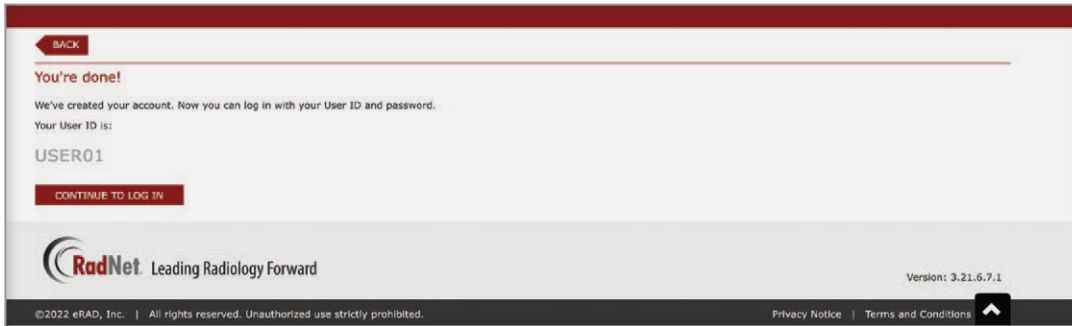 BACK
You're done!
We've created your account. Now you can log in with your User ID and password.
Your User ID is:
USER01
CONTINUE TO LOG IN
RadNet. Leading Radiology Forward
Version: 3.21.6.7.1
©2022 eRAD, Inc. | All rights reserved. Unauthorized use strictly prohibited. Privacy Notice | Terms and Conditions